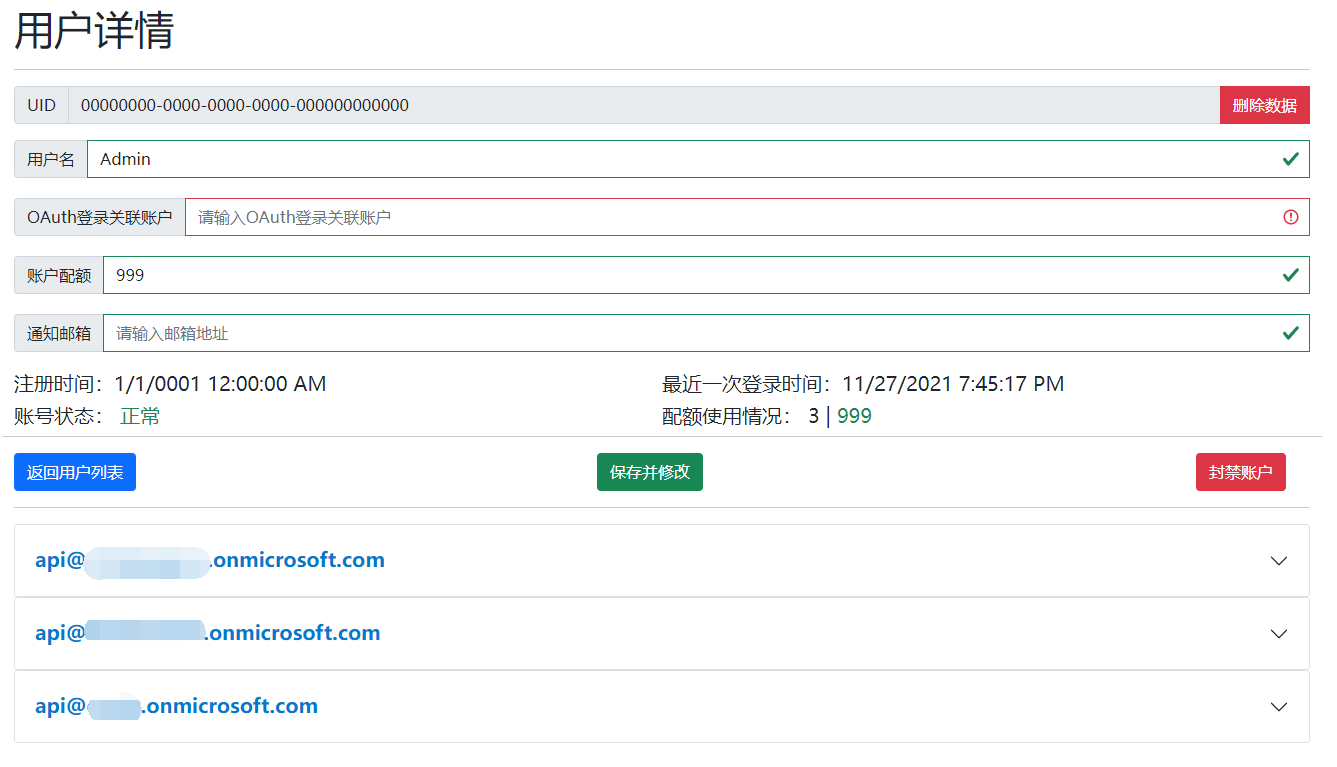 用户详情
UID 00000000-0000-0000-0000-000000000000 删除数据
用户名 Admin
OAuth登录关联账户 请输入OAuth登录关联账户
账户配额 999
通知邮箱 请输入邮箱地址
注册时间：1/1/0001 12:00:00 AM 最近一次登录时间：11/27/2021 7:45:17 PM
账号状态： 正常 配额使用情况： 3 | 999
返回用户列表 保存并修改 封禁账户
api@ .onmicrosoft.com
api@ .onmicrosoft.com
api@ .onmicrosoft.com